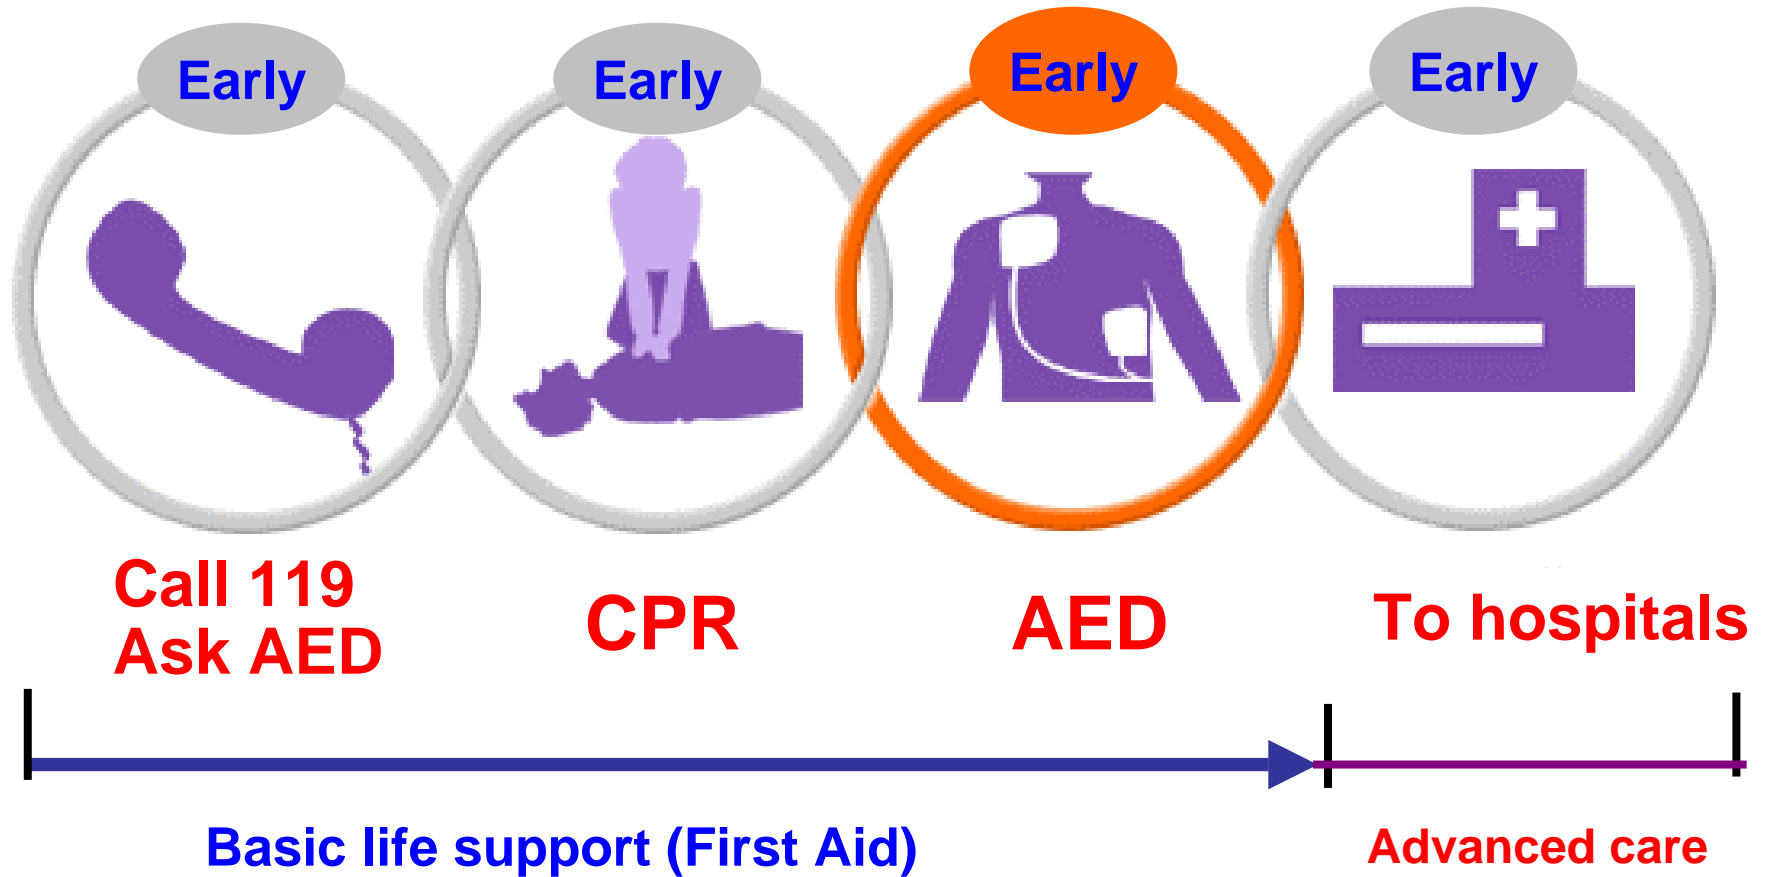 Early
Early
Early
Early
Call 119
Ask AED
CPR
AED
To hospitals
Basic life support (First Aid)
Advanced care